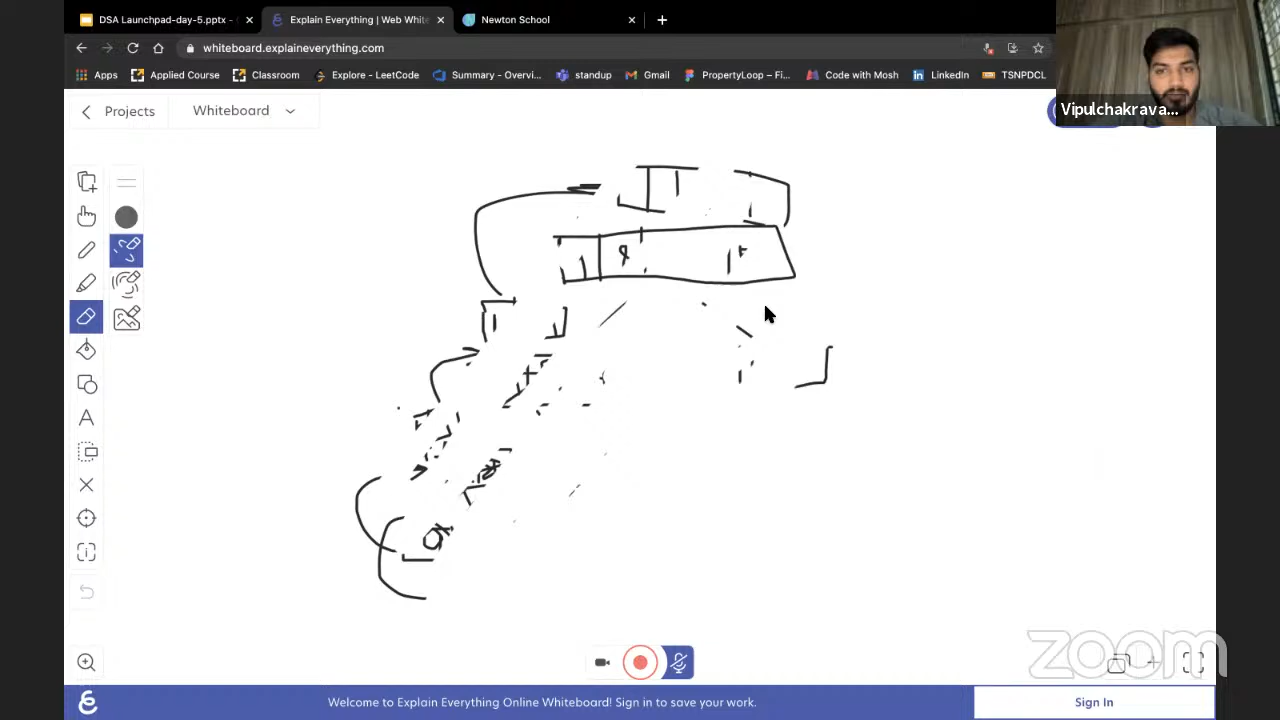 DSA Launchpad-day-5.pptx -
Explain Everything | Web White
Newton School
whiteboard.explaineverything.com
Apps
Applied Course
Classroom
Explore - LeetCode
Summary - Overvi...
standup
Gmail
PropertyLoop – Fi...
Code with Mosh
LinkedIn
TSNPDCL
Vipulchakrava...
Projects
Whiteboard
A
zoom
Welcome to Explain Everything Online Whiteboard! Sign in to save your work.
Sign In